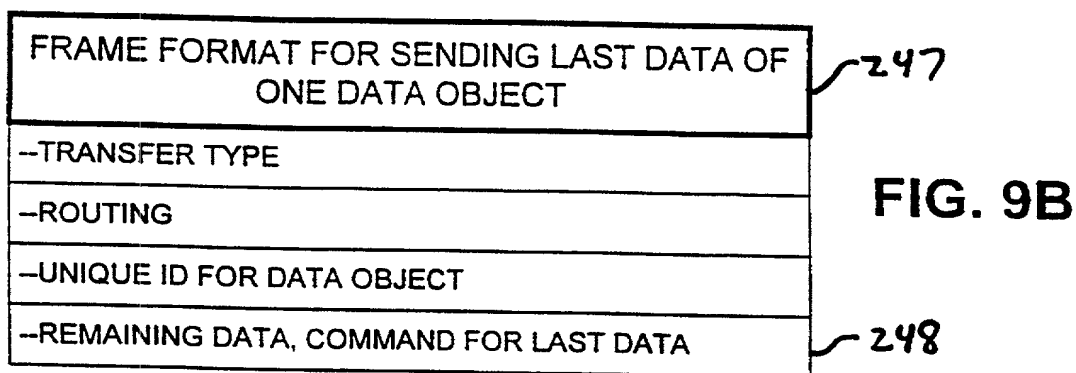 FRAME FORMAT FOR SENDING LAST DATA OF
ONE DATA OBJECT
247
--TRANSFER TYPE
--ROUTING
FIG. 9B
--UNIQUE ID FOR DATA OBJECT
--REMAINING DATA, COMMAND FOR LAST DATA
248